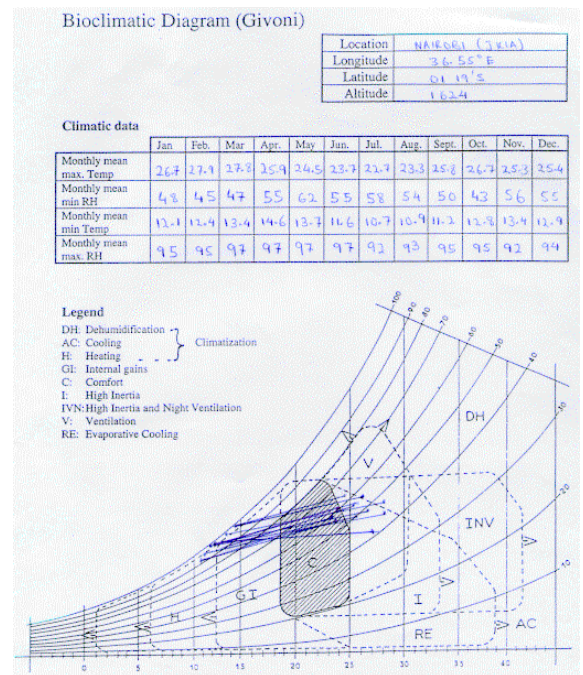 Bioclimatic Diagram (Givoni)
Location NAIROBI (JKIA)
Longitude 36.55°E
Latitude 01 19'S
Altitude 1624
Climatic data
Jan Feb. Mar Apr. May Jun. Jul. Aug. Sept. Oct. Nov. Dec.
Monthly mean
max. Temp 26.7 27.9 27.8 25.9 24.5 23.7 22.7 23.3 25.8 26.7 25.3 25.4
Monthly mean
min RH 48 45 47 55 62 55 58 54 50 43 56 55
Monthly mean
min Temp 12.1 12.9 13.4 14.6 13.7 11.6 10.7 10.9 11.2 12.8 13.4 12.9
Monthly mean
max. RH 95 95 97 97 97 97 92 93 95 95 92 94
Legend
DH: Dehumidification
AC: Cooling Climatization
H: Heating
GI: Internal gains
C: Comfort
I: High Inertia
IVN:High Inertia and Night Ventilation
V: Ventilation
RE: Evaporative Cooling
100 90 80 70 60 50 40 30 20 10
DH
V
INV
C
GI
I
H
RE
AC
0 5 10 15 20 25 30 35 40